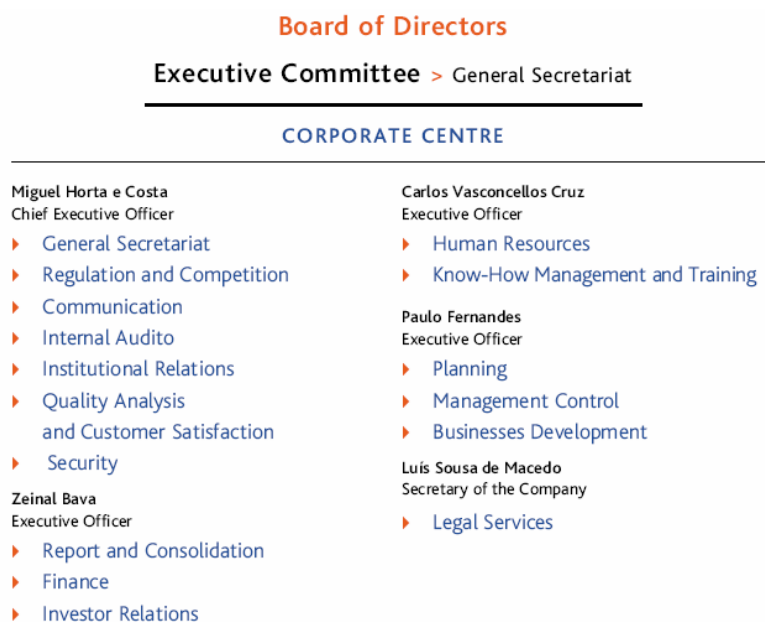 Board of Directors
Executive Committee > General Secretariat
CORPORATE CENTRE
Miguel Horta e Costa
Chief Executive Officer
General Secretariat
Regulation and Competition
Communication
Internal Audito
Institutional Relations
Quality Analysis
and Customer Satisfaction
Security
Zeinal Bava
Executive Officer
Report and Consolidation
Finance
Investor Relations
Carlos Vasconcellos Cruz
Executive Officer
Human Resources
Know-How Management and Training
Paulo Fernandes
Executive Officer
Planning
Management Control
Businesses Development
Luís Sousa de Macedo
Secretary of the Company
Legal Services